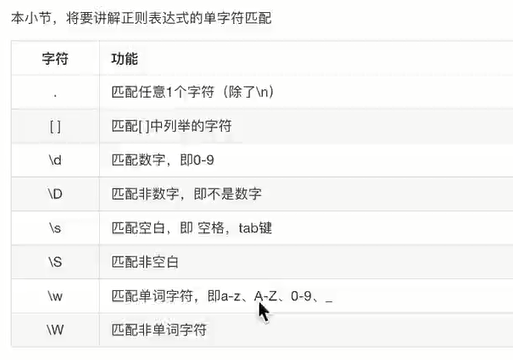 本小节，将要讲解正则表达式的单字符匹配
字符 功能
. 匹配任意1个字符（除了\n）
[ ] 匹配[ ]中列举的字符
\d 匹配数字，即0-9
\D 匹配非数字，即不是数字
\s 匹配空白，即 空格，tab键
\S 匹配非空白
\w 匹配单词字符，即a-z、A-Z、0-9、_
\W 匹配非单词字符